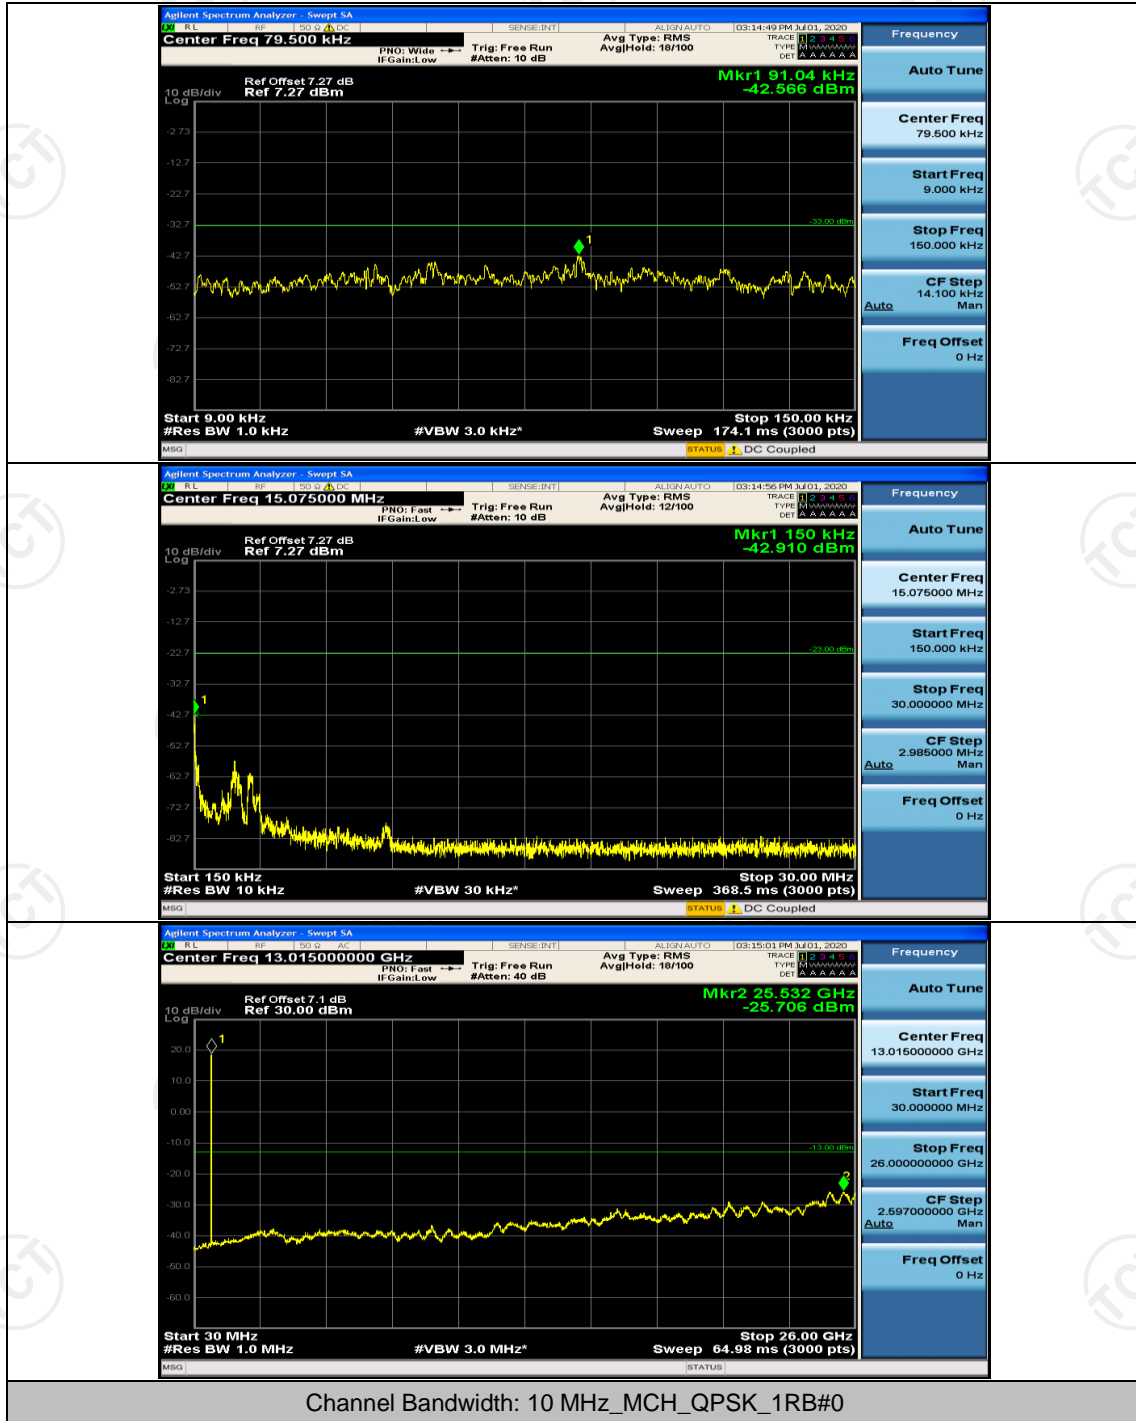 Agilent Spectrum Analyzer - Swept SA
LXI RL RF 50 Ω DC SENSE:INT ALIGN AUTO 03:14:49 PM Jul 01, 2020
Center Freq 79.500 kHz
PNO: Wide
IFGain:Low
Trig: Free Run
#Atten: 10 dB
Avg Type: RMS
Avg|Hold: 18/100
TRACE 1 2 3 4 5 6
TYPE M
DET A A A A A A
Ref Offset 7.27 dB
10 dB/div Ref 7.27 dBm
Log
Mkr1 91.04 kHz
-42.566 dBm
-2.73
-12.7
-22.7
-32.7
-42.7
-52.7
-62.7
-72.7
-82.7
-33.00 dBm
1
Start 9.00 kHz Stop 150.00 kHz
#Res BW 1.0 kHz #VBW 3.0 kHz* Sweep 174.1 ms (3000 pts)
MSG STATUS DC Coupled
Frequency
Auto Tune
Center Freq
79.500 kHz
Start Freq
9.000 kHz
Stop Freq
150.000 kHz
CF Step
14.100 kHz
Auto Man
Freq Offset
0 Hz
Agilent Spectrum Analyzer - Swept SA
LXI RL RF 50 Ω DC SENSE:INT ALIGN AUTO 03:14:56 PM Jul 01, 2020
Center Freq 15.075000 MHz
PNO: Fast
IFGain:Low
Trig: Free Run
#Atten: 10 dB
Avg Type: RMS
Avg|Hold: 12/100
TRACE 1 2 3 4 5 6
TYPE M
DET A A A A A A
Ref Offset 7.27 dB
10 dB/div Ref 7.27 dBm
Log
Mkr1 150 kHz
-42.910 dBm
-2.73
-12.7
-22.7
-32.7
-42.7
-52.7
-62.7
-72.7
-82.7
-23.00 dBm
1
Start 150 kHz Stop 30.00 MHz
#Res BW 10 kHz #VBW 30 kHz* Sweep 368.5 ms (3000 pts)
MSG STATUS DC Coupled
Frequency
Auto Tune
Center Freq
15.075000 MHz
Start Freq
150.000 kHz
Stop Freq
30.000000 MHz
CF Step
2.985000 MHz
Auto Man
Freq Offset
0 Hz
Agilent Spectrum Analyzer - Swept SA
LXI RL RF 50 Ω AC SENSE:INT ALIGN AUTO 03:15:01 PM Jul 01, 2020
Center Freq 13.015000000 GHz
PNO: Fast
IFGain:Low
Trig: Free Run
#Atten: 40 dB
Avg Type: RMS
Avg|Hold: 18/100
TRACE 1 2 3 4 5 6
TYPE M
DET A A A A A A
Ref Offset 7.1 dB
10 dB/div Ref 30.00 dBm
Log
Mkr2 25.532 GHz
-25.706 dBm
20.0
10.0
0.00
-10.0
-20.0
-30.0
-40.0
-50.0
-60.0
-13.00 dBm
1
2
Start 30 MHz Stop 26.00 GHz
#Res BW 1.0 MHz #VBW 3.0 MHz* Sweep 64.98 ms (3000 pts)
MSG STATUS
Frequency
Auto Tune
Center Freq
13.015000000 GHz
Start Freq
30.000000 MHz
Stop Freq
26.000000000 GHz
CF Step
2.597000000 GHz
Auto Man
Freq Offset
0 Hz
Channel Bandwidth: 10 MHz_MCH_QPSK_1RB#0
TCT